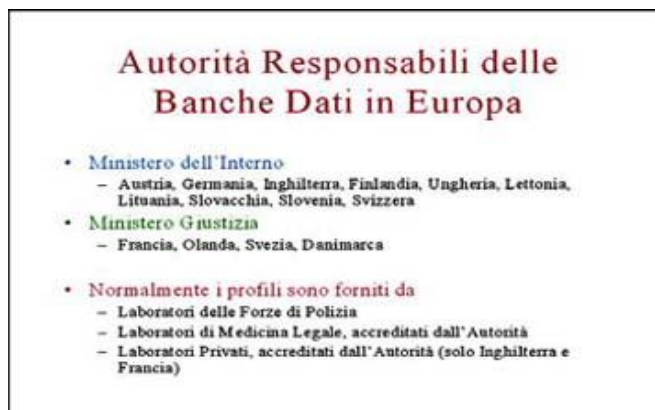 Autorità Responsabili delle
Banche Dati in Europa
• Ministero dell'Interno
– Austria, Germania, Inghilterra, Finlandia, Ungheria, Lettonia,
Lituania, Slovacchia, Slovenia, Svizzera
• Ministero Giustizia
– Francia, Olanda, Svezia, Danimarca
• Normalmente i profili sono forniti da
– Laboratori delle Forze di Polizia
– Laboratori di Medicina Legale, accreditati dall'Autorità
– Laboratori Privati, accreditati dall'Autorità (solo Inghilterra e
Francia)